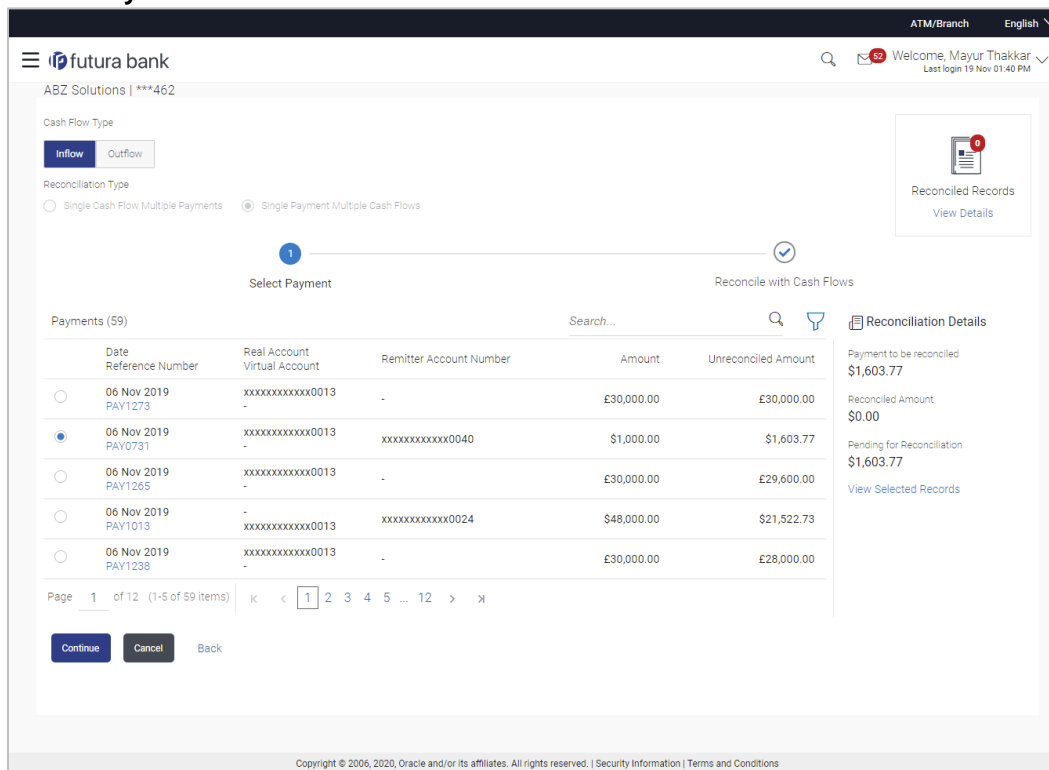 ATM/Branch English
futura bank
52 Welcome, Mayur Thakkar
Last login 19 Nov 01:40 PM
ABZ Solutions | ***462
Cash Flow Type
Inflow Outflow
0
Reconciled Records
View Details
Reconciliation Type
Single Cash Flow Multiple Payments Single Payment Multiple Cash Flows
1
Select Payment Reconcile with Cash Flows
Payments (59) Search... Reconciliation Details
Date Real Account Remitter Account Number Amount Unreconciled Amount
Reference Number Virtual Account
06 Nov 2019 xxxxxxxxxxxx0013 - £30,000.00 £30,000.00
PAY1273 -
06 Nov 2019 xxxxxxxxxxxx0013 xxxxxxxxxxxx0040 $1,000.00 $1,603.77
PAY0731 -
06 Nov 2019 xxxxxxxxxxxx0013 - £30,000.00 £29,600.00
PAY1265 -
06 Nov 2019 - xxxxxxxxxxxx0024 $48,000.00 $21,522.73
PAY1013 xxxxxxxxxxxx0013
06 Nov 2019 xxxxxxxxxxxx0013 - £30,000.00 £28,000.00
PAY1238 -
Payment to be reconciled
$1,603.77
Reconciled Amount
$0.00
Pending for Reconciliation
$1,603.77
View Selected Records
Page 1 of 12 (1-5 of 59 items) 1 2 3 4 5 ... 12
Continue Cancel Back
Copyright © 2006, 2020, Oracle and/or its affiliates. All rights reserved. | Security Information | Terms and Conditions